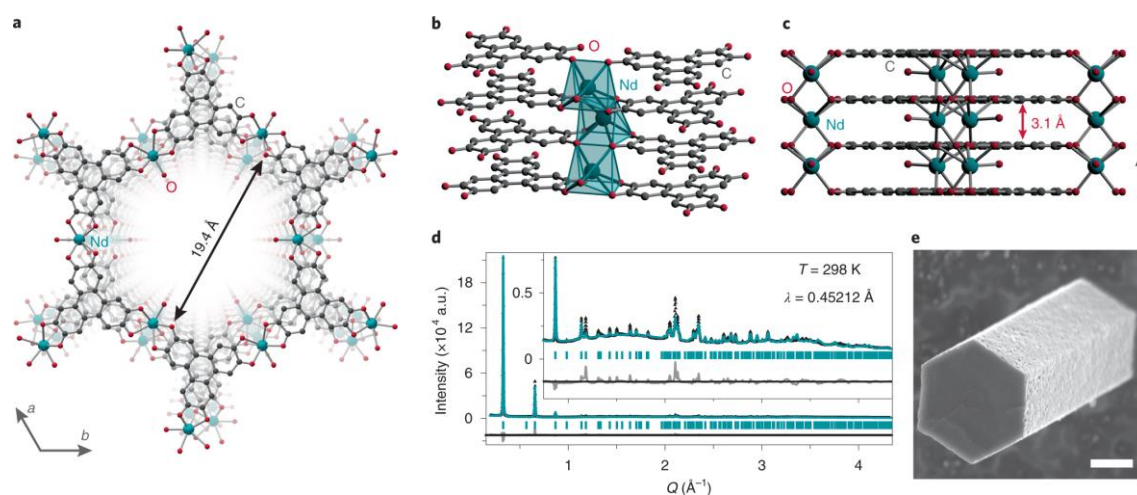 a
C
O
Nd
19.4 Å
a
b
b
O
Nd
C
c
C
O
Nd
3.1 Å
d
Intensity (×10⁴ a.u.)
18
12
6
0
0.5
0
T = 298 K
λ = 0.45212 Å
1
2
3
4
Q (Å⁻¹)
e